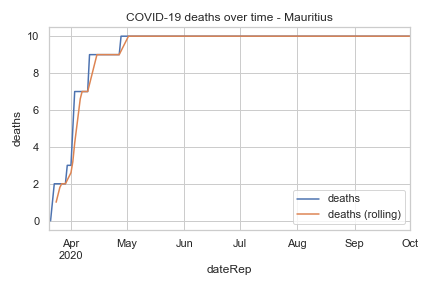 COVID-19 deaths over time - Mauritius
deaths
10
8
6
4
2
0
Apr
2020
May
Jun
Jul
Aug
Sep
Oct
dateRep
deaths
deaths (rolling)